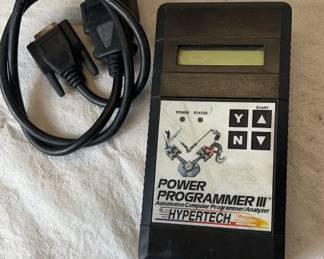 POWER STATUS
START
Y
N
POWER
PROGRAMMER III
Automotive Computer Programmer/Analyzer
HYPERTECH